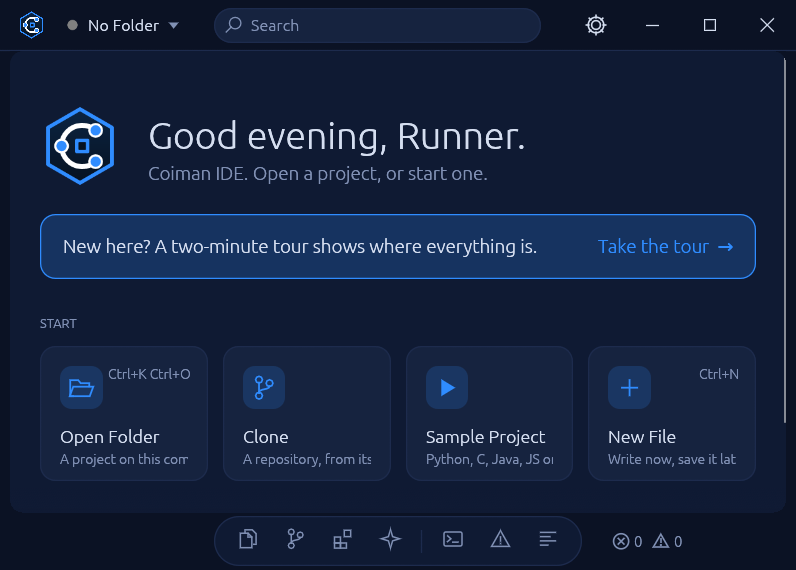 No Folder
Search
Good evening, Runner.
Coiman IDE. Open a project, or start one.
New here? A two-minute tour shows where everything is.
Take the tour →
START
Ctrl+K Ctrl+O
Open Folder
A project on this com
Clone
A repository, from its
Sample Project
Python, C, Java, JS or
Ctrl+N
New File
Write now, save it lat
0
0